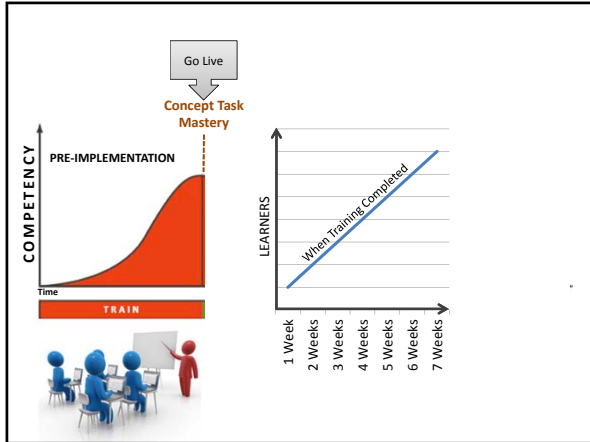 Go Live
Concept Task
Mastery
PRE-IMPLEMENTATION
COMPETENCY
Time
TRAIN
LEARNERS
When Training Completed
1 Week
2 Weeks
3 Weeks
4 Weeks
5 Weeks
6 Weeks
7 Weeks
"